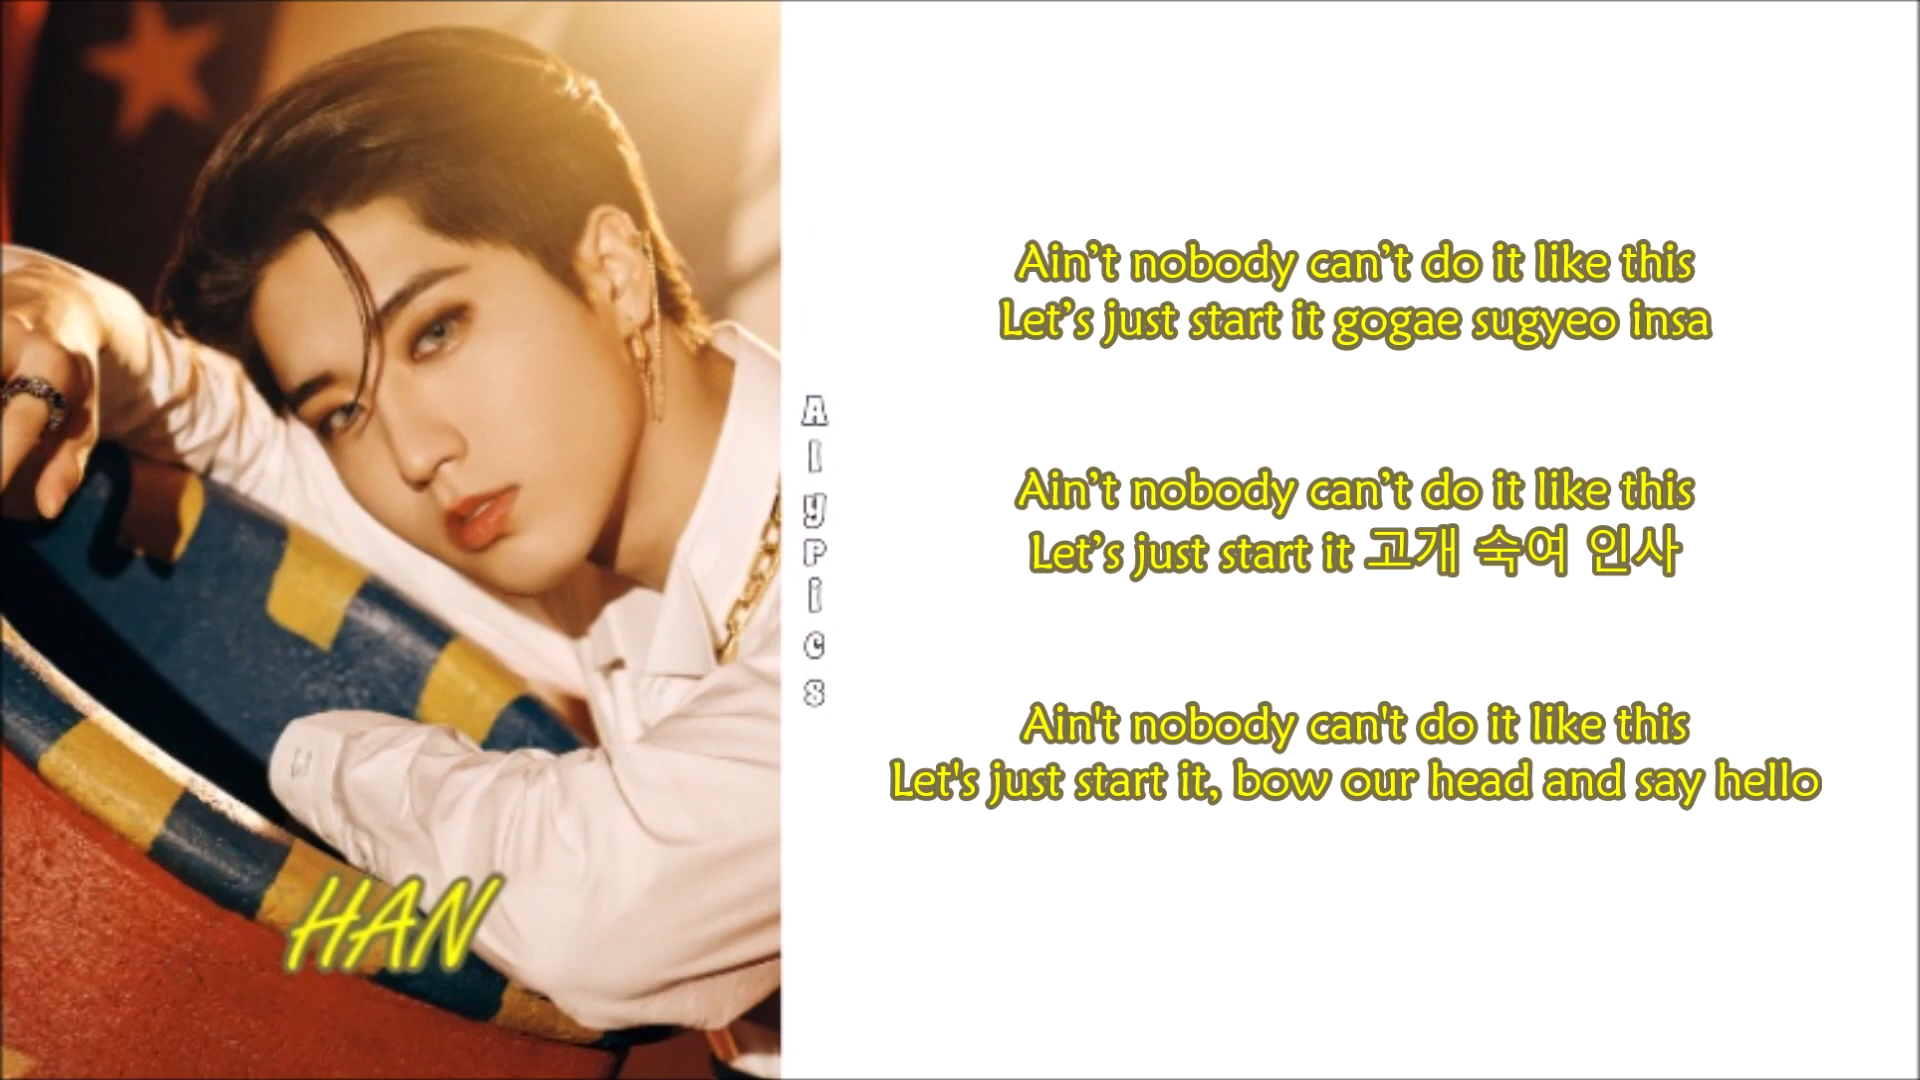 HAN
AlyPics
Ain’t nobody can’t do it like this
Let’s just start it gogae sugyeo insa
Ain’t nobody can’t do it like this
Let’s just start it 고개 숙여 인사
Ain't nobody can't do it like this
Let's just start it, bow our head and say hello